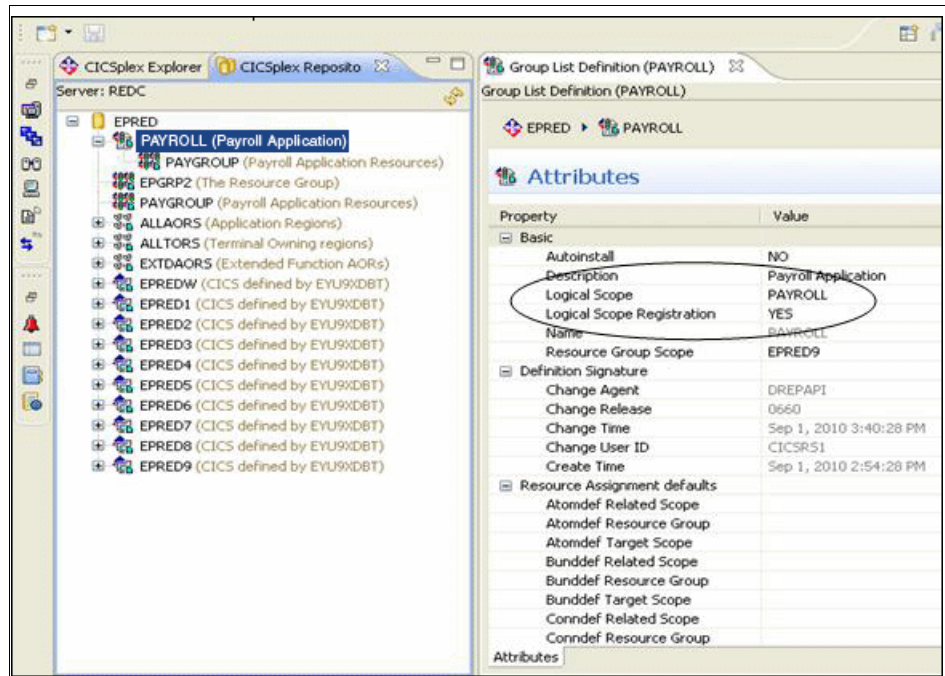 CICSplex Explorer
CICSplex Reposito
Server: REDC
EPRED
PAYROLL (Payroll Application)
PAYGROUP (Payroll Application Resources)
EPGRP2 (The Resource Group)
PAYGROUP (Payroll Application Resources)
ALLAORS (Application Regions)
ALLTORS (Terminal Owning regions)
EXTDAORS (Extended Function AORs)
EPREDW (CICS defined by EYU9XDBT)
EPRED1 (CICS defined by EYU9XDBT)
EPRED2 (CICS defined by EYU9XDBT)
EPRED3 (CICS defined by EYU9XDBT)
EPRED4 (CICS defined by EYU9XDBT)
EPRED5 (CICS defined by EYU9XDBT)
EPRED6 (CICS defined by EYU9XDBT)
EPRED7 (CICS defined by EYU9XDBT)
EPRED8 (CICS defined by EYU9XDBT)
EPRED9 (CICS defined by EYU9XDBT)
Group List Definition (PAYROLL)
Group List Definition (PAYROLL)
EPRED PAYROLL
Attributes
Property Value
Basic
Autoinstall NO
Description Payroll Application
Logical Scope PAYROLL
Logical Scope Registration YES
Name PAYROLL
Resource Group Scope EPRED9
Definition Signature
Change Agent DREPAPI
Change Release 0660
Change Time Sep 1, 2010 3:40:28 PM
Change User ID CICSRS1
Create Time Sep 1, 2010 2:54:28 PM
Resource Assignment defaults
Atomdef Related Scope
Atomdef Resource Group
Atomdef Target Scope
Bunddef Related Scope
Bunddef Resource Group
Bunddef Target Scope
Conndef Related Scope
Conndef Resource Group
Attributes